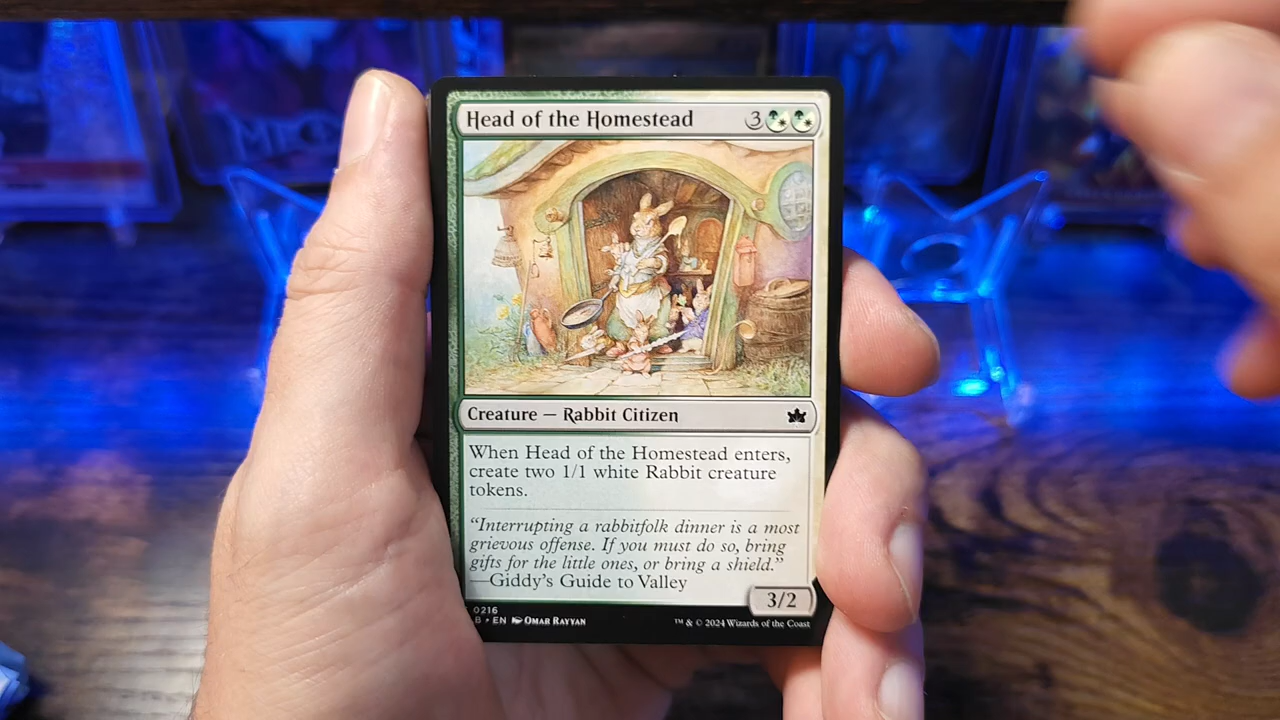 Head of the Homestead 3
Creature — Rabbit Citizen
When Head of the Homestead enters,
create two 1/1 white Rabbit creature
tokens.
“Interrupting a rabbitfolk dinner is a most
grievous offense. If you must do so, bring
gifts for the little ones, or bring a shield.”
—Giddy's Guide to Valley
3/2
0216
B • EN Omar Rayyan
™ & © 2024 Wizards of the Coast